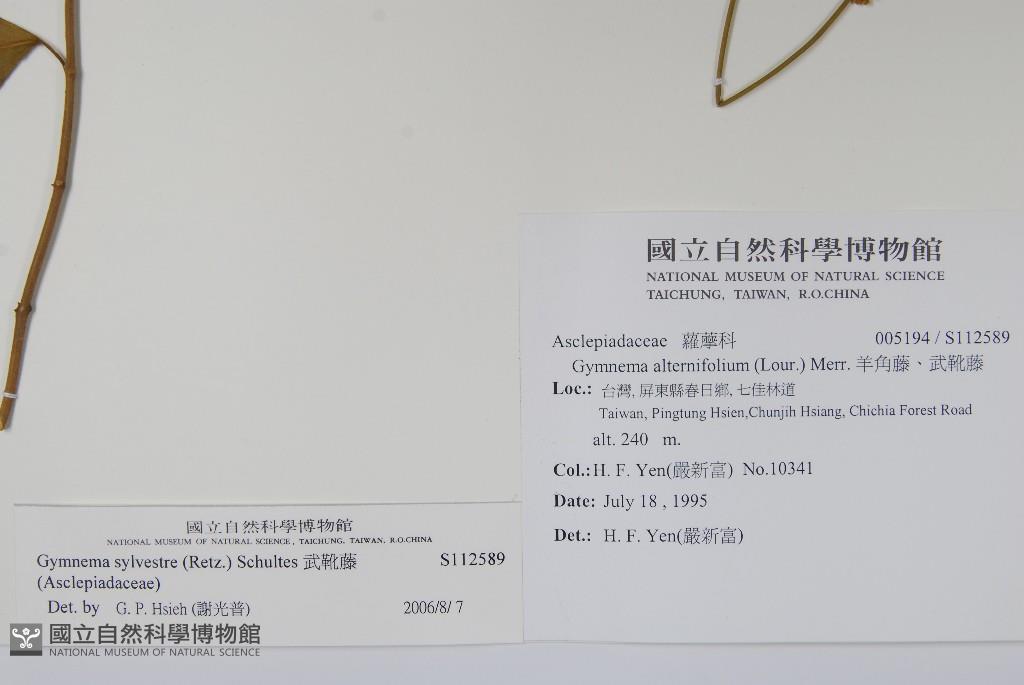 國立自然科學博物館
NATIONAL MUSEUM OF NATURAL SCIENCE
TAICHUNG, TAIWAN, R.O.CHINA
Asclepiadaceae 蘿藦科 005194 / S112589
Gymnema alternifolium (Lour.) Merr. 羊角藤、武靴藤
Loc.: 台灣, 屏東縣春日鄉, 七佳林道
Taiwan, Pingtung Hsien,Chunjih Hsiang, Chichia Forest Road
alt. 240 m.
Col.: H. F. Yen(嚴新富) No.10341
Date: July 18 , 1995
Det.: H. F. Yen(嚴新富)
國立自然科學博物館
NATIONAL MUSEUM OF NATURAL SCIENCE, TAICHUNG, TAIWAN, R.O.CHINA
Gymnema sylvestre (Retz.) Schultes 武靴藤 S112589
(Asclepiadaceae)
Det. by G. P. Hsieh (謝光普) 2006/8/ 7
國立自然科學博物館
NATIONAL MUSEUM OF NATURAL SCIENCE